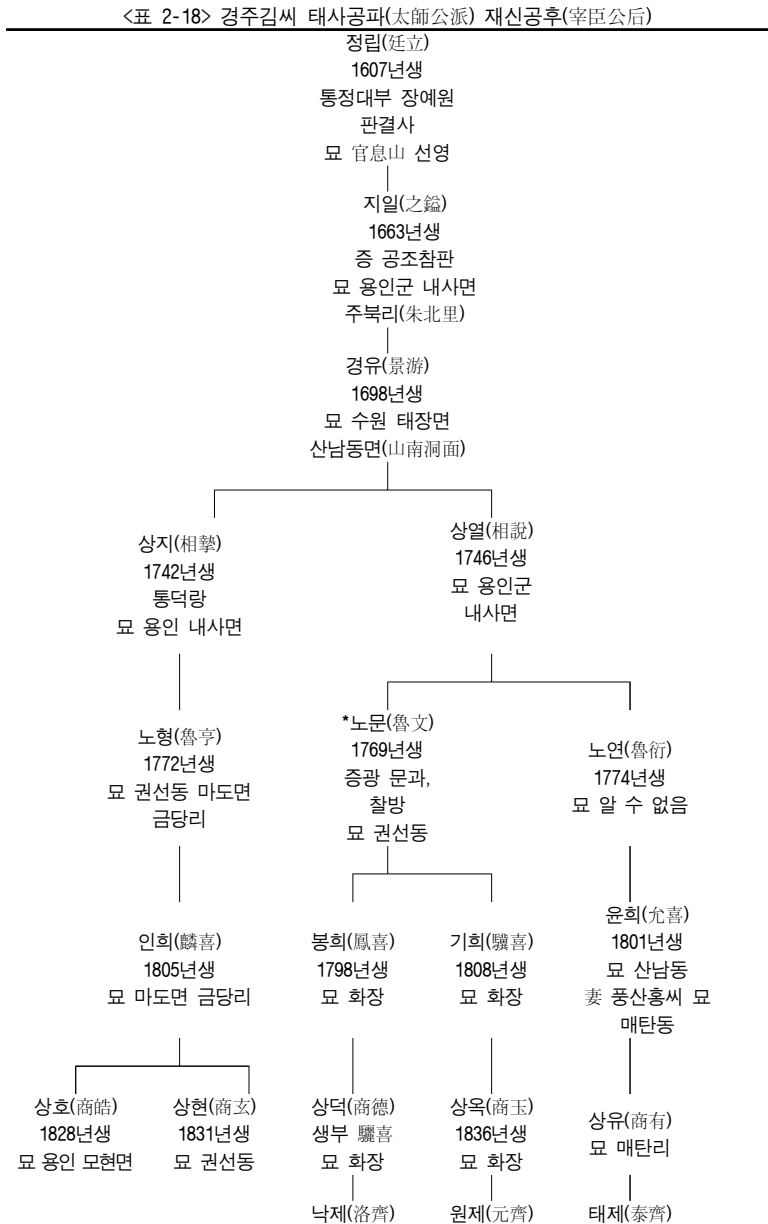 <표 2-18> 경주김씨 태사공파(太師公派) 재신공후(宰臣公后)
정립(廷立)
1607년생
통정대부 장예원
판결사
묘 官息山 선영
지일(之鎰)
1663년생
증 공조참판
묘 용인군 내사면
주북리(朱北里)
경유(景游)
1698년생
묘 수원 태장면
산남동면(山南洞面)
상지(相摯)
1742년생
통덕랑
묘 용인 내사면
상열(相說)
1746년생
묘 용인군
내사면
노형(魯亨)
1772년생
묘 권선동 마도면
금당리
*노문(魯文)
1769년생
증광 문과,
찰방
묘 권선동
노연(魯衍)
1774년생
묘 알 수 없음
인희(麟喜)
1805년생
묘 마도면 금당리
봉희(鳳喜)
1798년생
묘 화장
기희(驥喜)
1808년생
묘 화장
윤희(允喜)
1801년생
묘 산남동
妻 풍산홍씨 묘
매탄동
상호(商皓)
1828년생
묘 용인 모현면
상현(商玄)
1831년생
묘 권선동
상덕(商德)
생부 驪喜
묘 화장
상옥(商玉)
1836년생
묘 화장
상유(商有)
묘 매탄리
낙제(洛齊)
원제(元齊)
태제(泰齊)